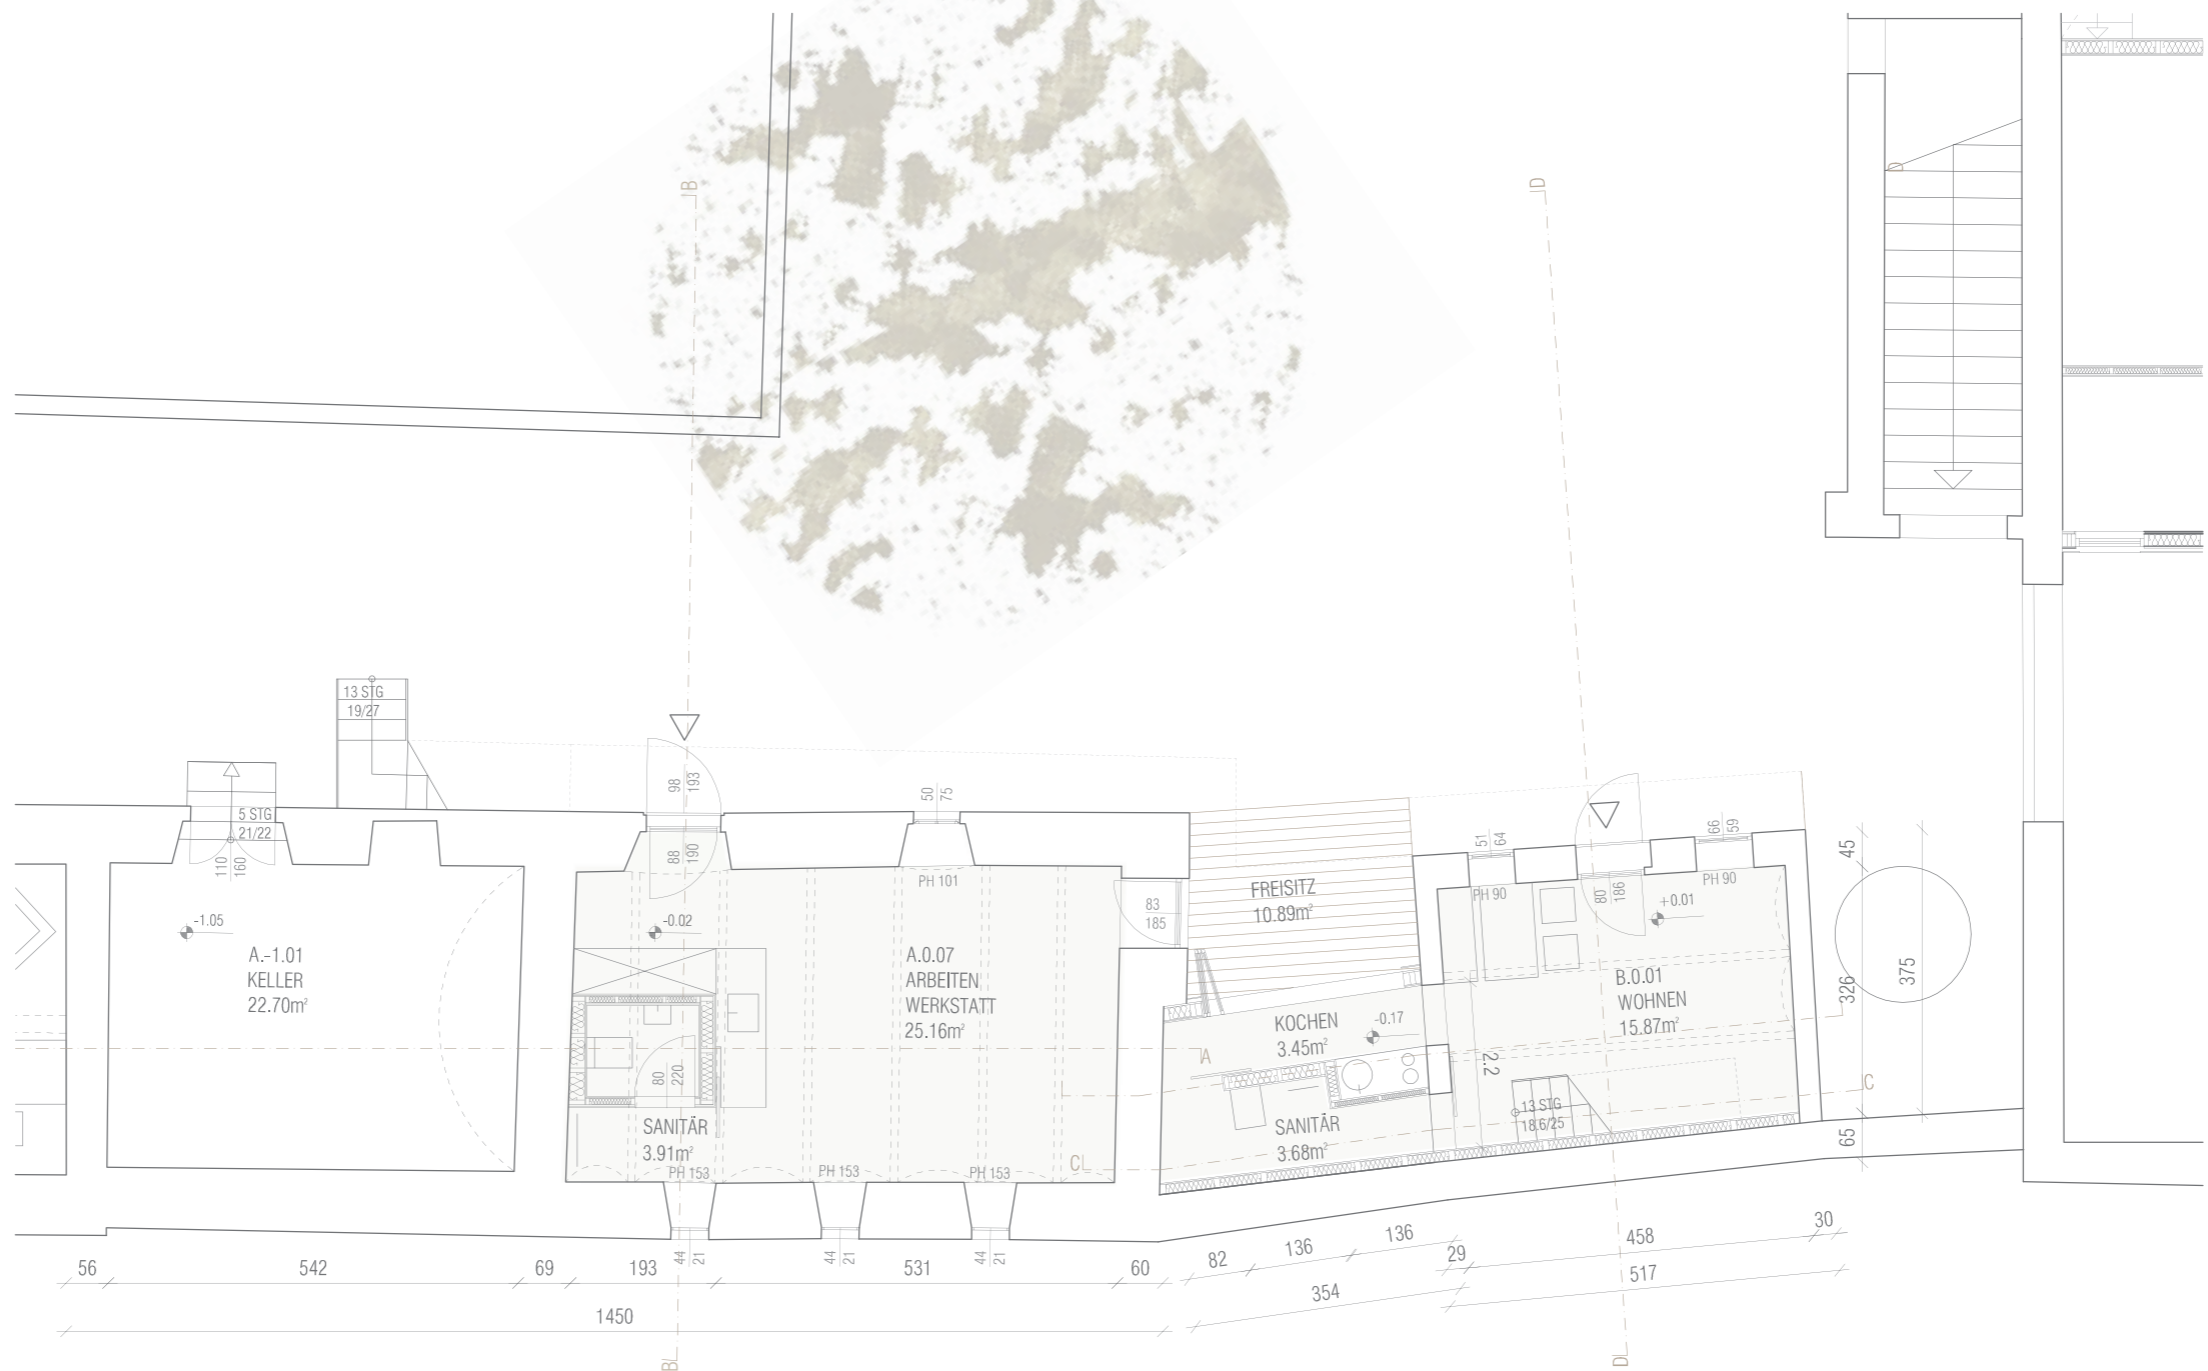 B
D
D
13 STG
19/27
5 STG
21/22
110
160
-1.05
A.-1.01
KELLER
22.70m²
98
193
88
190
50
75
PH 101
-0.02
A.0.07
ARBEITEN
WERKSTATT
25.16m²
80
220
SANITÄR
3.91m²
PH 153
PH 153
PH 153
44
21
44
21
44
21
83
185
FREISITZ
10.89m²
A
KOCHEN
3.45m²
-0.17
SANITÄR
3.68m²
C
51
64
PH 90
80
186
66
59
PH 90
+0.01
B.0.01
WOHNEN
15.87m²
2.2
13 STG
18.6/25
C
45
326
375
65
56
542
69
193
531
60
1450
82
136
136
29
458
30
354
517
B
D